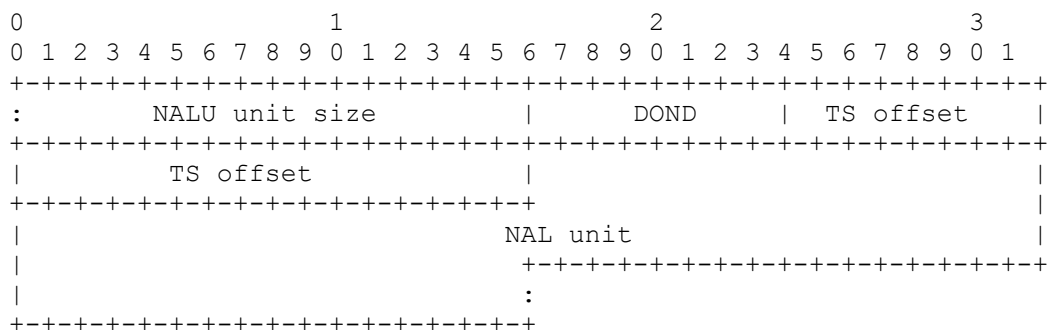 0                   1                   2                   3
0 1 2 3 4 5 6 7 8 9 0 1 2 3 4 5 6 7 8 9 0 1 2 3 4 5 6 7 8 9 0 1
+-+-+-+-+-+-+-+-+-+-+-+-+-+-+-+-+-+-+-+-+-+-+-+-+-+-+-+-+-+-+-+-+
:        NALU unit size         |      DOND     |  TS offset    |
+-+-+-+-+-+-+-+-+-+-+-+-+-+-+-+-+-+-+-+-+-+-+-+-+-+-+-+-+-+-+-+-+
|         TS offset             |                               |
+-+-+-+-+-+-+-+-+-+-+-+-+-+-+-+-+                               |
|                              NAL unit                         |
|                               +-+-+-+-+-+-+-+-+-+-+-+-+-+-+-+-+
|                               :
+-+-+-+-+-+-+-+-+-+-+-+-+-+-+-+-+